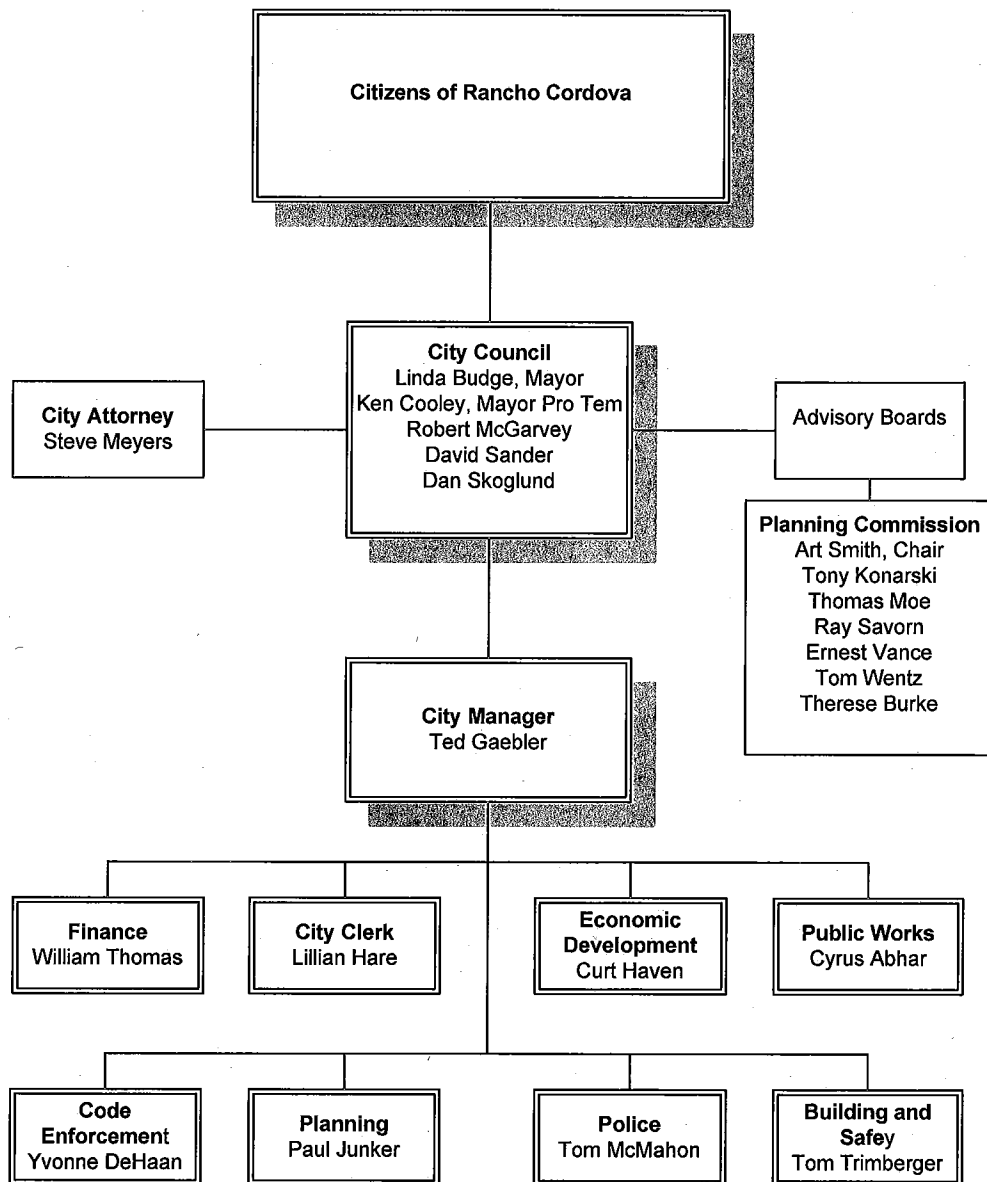 Citizens of Rancho Cordova
City Council
Linda Budge, Mayor
Ken Cooley, Mayor Pro Tem
Robert McGarvey
David Sander
Dan Skoglund
City Attorney
Steve Meyers
Advisory Boards
Planning Commission
Art Smith, Chair
Tony Konarski
Thomas Moe
Ray Savorn
Ernest Vance
Tom Wentz
Therese Burke
City Manager
Ted Gaebler
Finance
William Thomas
City Clerk
Lillian Hare
Economic
Development
Curt Haven
Public Works
Cyrus Abhar
Code
Enforcement
Yvonne DeHaan
Planning
Paul Junker
Police
Tom McMahon
Building and
Safey
Tom Trimberger